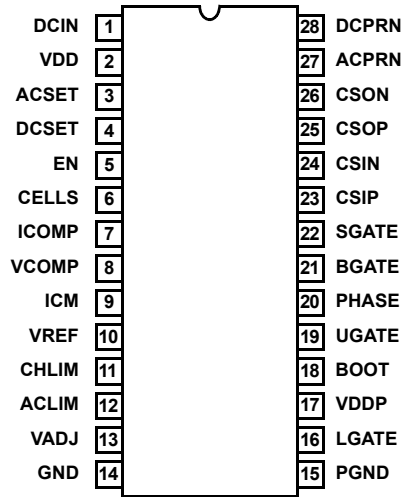 DCIN 1 28 DCPRN
VDD 2 27 ACPRN
ACSET 3 26 CSON
DCSET 4 25 CSOP
EN 5 24 CSIN
CELLS 6 23 CSIP
ICOMP 7 22 SGATE
VCOMP 8 21 BGATE
ICM 9 20 PHASE
VREF 10 19 UGATE
CHLIM 11 18 BOOT
ACLIM 12 17 VDDP
VADJ 13 16 LGATE
GND 14 15 PGND